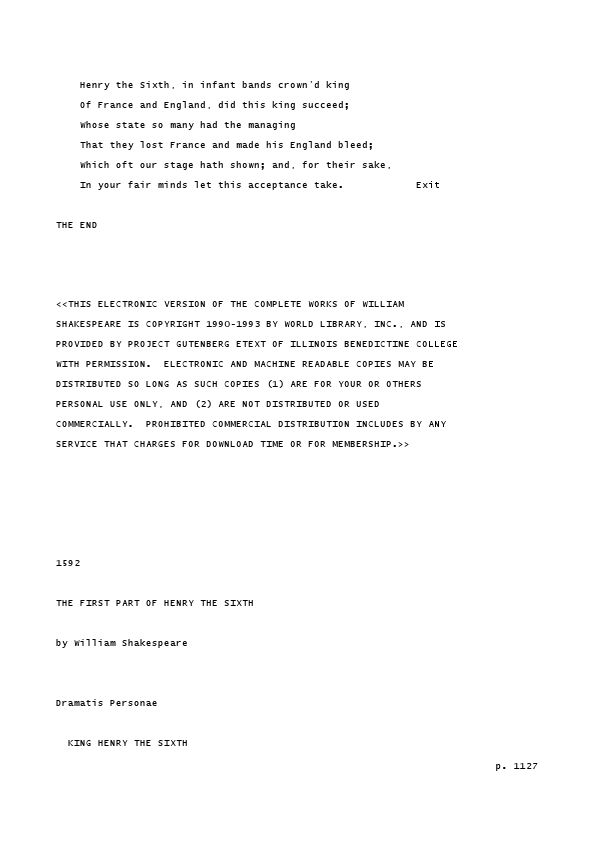 Henry the Sixth, in infant bands crown'd king
Of France and England, did this king succeed;
Whose state so many had the managing
That they lost France and made his England bleed;
Which oft our stage hath shown; and, for their sake,
In your fair minds let this acceptance take.            Exit
THE END
<<THIS ELECTRONIC VERSION OF THE COMPLETE WORKS OF WILLIAM
SHAKESPEARE IS COPYRIGHT 1990-1993 BY WORLD LIBRARY, INC., AND IS
PROVIDED BY PROJECT GUTENBERG ETEXT OF ILLINOIS BENEDICTINE COLLEGE
WITH PERMISSION.  ELECTRONIC AND MACHINE READABLE COPIES MAY BE
DISTRIBUTED SO LONG AS SUCH COPIES (1) ARE FOR YOUR OR OTHERS
PERSONAL USE ONLY, AND (2) ARE NOT DISTRIBUTED OR USED
COMMERCIALLY.  PROHIBITED COMMERCIAL DISTRIBUTION INCLUDES BY ANY
SERVICE THAT CHARGES FOR DOWNLOAD TIME OR FOR MEMBERSHIP.>>
1592
THE FIRST PART OF HENRY THE SIXTH
by William Shakespeare
Dramatis Personae
KING HENRY THE SIXTH
p. 1127